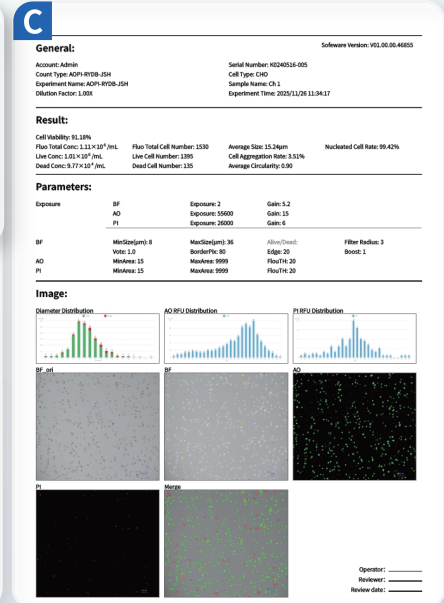 C
General:
Sofeware Version: V01.00.00.46855
Account: Admin
Serial Number: K0240516-005
Count Type: AOPI-RYDB-JSH
Cell Type: CHO
Experiment Name: AOPI-RYDB-JSH
Sample Name: Ch 1
Dilution Factor: 1.00X
Experiment Time: 2025/11/26 11:34:17
Result:
Cell Viability: 91.18%
Fluo Total Conc: 1.11×10⁶ /mL Fluo Total Cell Number: 1530 Average Size: 15.24μm Nucleated Cell Rate: 99.42%
Live Conc: 1.01×10⁶ /mL Live Cell Number: 1395 Cell Aggregation Rate: 3.51%
Dead Conc: 9.77×10⁴ /mL Dead Cell Number: 135 Average Circularity: 0.90
Parameters:
Exposure BF Exposure: 2 Gain: 5.2
AO Exposure: 55600 Gain: 15
PI Exposure: 26000 Gain: 6
BF MinSize(μm): 8 MaxSize(μm): 36 Alive/Dead: Filter Radius: 3
Vote: 1.0 BorderPix: 80 Edge: 20 Boost: 1
AO MinArea: 15 MaxArea: 9999 FlouTH: 20
PI MinArea: 15 MaxArea: 9999 FlouTH: 20
Image:
Diameter Distribution AO RFU Distribution PI RFU Distribution
BF_ori BF AO
PI Merge
Operator:
Reviewer:
Review date: